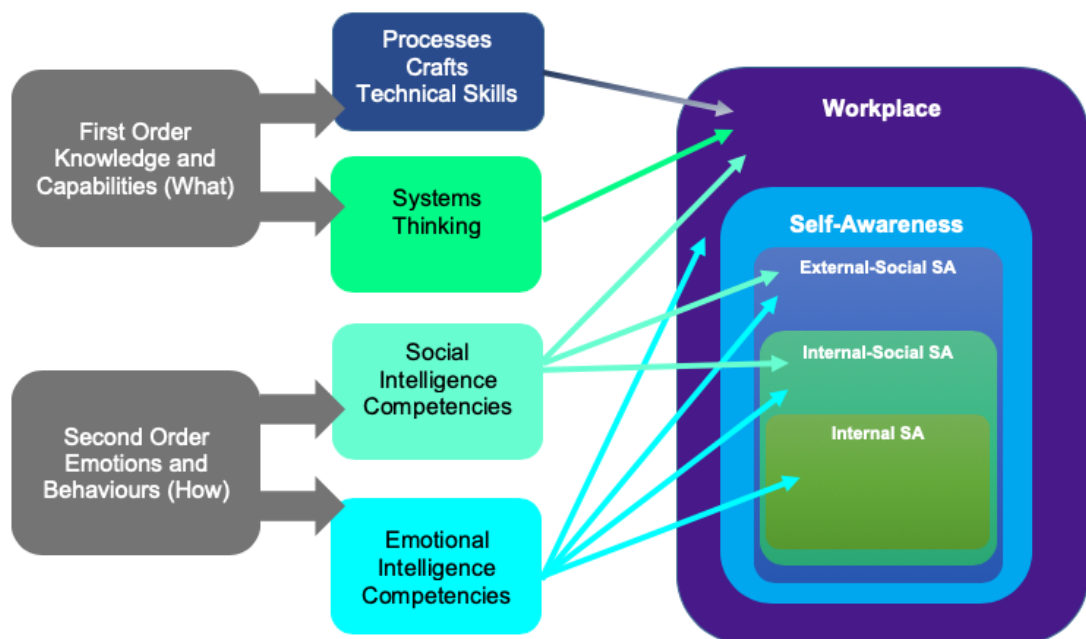 First Order
Knowledge and
Capabilities (What)
Second Order
Emotions and
Behaviours (How)
Processes
Crafts
Technical Skills
Systems
Thinking
Social
Intelligence
Competencies
Emotional
Intelligence
Competencies
Workplace
Self-Awareness
External-Social SA
Internal-Social SA
Internal SA